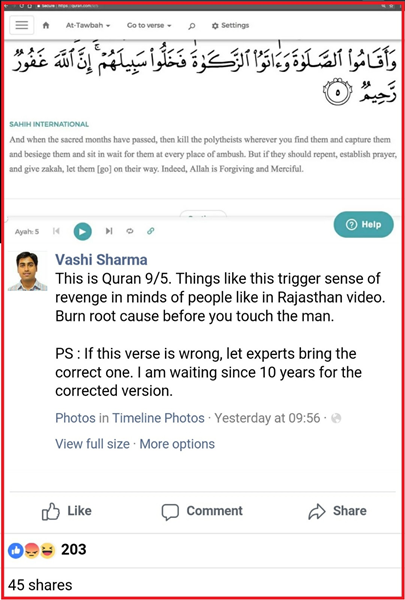 Secure https://quran.com/
At-Tawbah Go to verse Settings
وَأَقَامُوا۟ ٱلصَّلَوٰةَ وَءَاتَوُا۟ ٱلزَّكَوٰةَ فَخَلُّوا۟ سَبِيلَهُمْ ۚ إِنَّ ٱللَّهَ غَفُورٌ
رَّحِيمٌ ٥
SAHIH INTERNATIONAL
And when the sacred months have passed, then kill the polytheists wherever you find them and capture them
and besiege them and sit in wait for them at every place of ambush. But if they should repent, establish prayer,
and give zakah, let them [go] on their way. Indeed, Allah is Forgiving and Merciful.
Ayah: 5
Help
Vashi Sharma
This is Quran 9/5. Things like this trigger sense of
revenge in minds of people like in Rajasthan video.
Burn root cause before you touch the man.
PS : If this verse is wrong, let experts bring the
correct one. I am waiting since 10 years for the
corrected version.
Photos in Timeline Photos · Yesterday at 09:56 ·
View full size · More options
Like Comment Share
203
45 shares